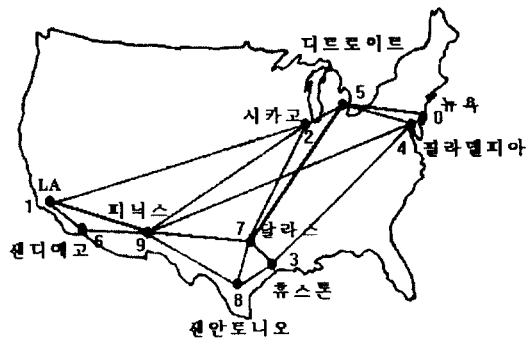 디트로이트
5
뉴욕
0
시카고
2
4
필라델피아
LA
1
피닉스
7
달라스
샌디에고
6
9
3
8
휴스톤
샌안토니오